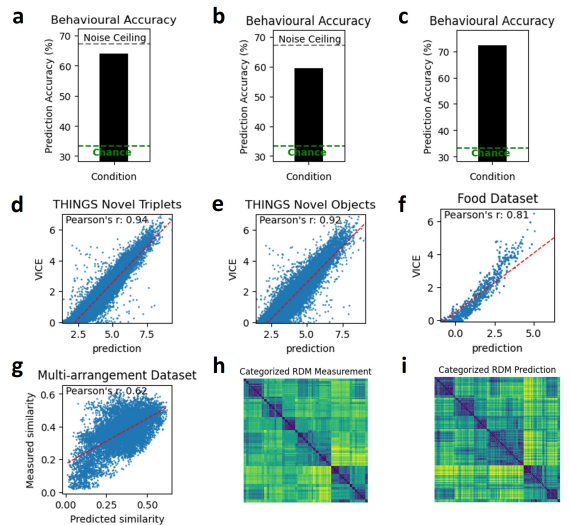 a
b
c
Behavioural Accuracy
Behavioural Accuracy
Behavioural Accuracy
Prediction Accuracy (%)
70
60
50
40
30
Noise Ceiling
Chance
Condition
Prediction Accuracy (%)
70
60
50
40
30
Noise Ceiling
Chance
Condition
Prediction Accuracy (%)
70
60
50
40
30
Chance
Condition
d
THINGS Novel Triplets
Pearson's r: 0.94
VICE
6
4
2
0
2.5
5.0
7.5
prediction
e
THINGS Novel Objects
Pearson's r: 0.92
VICE
6
4
2
0
2.5
5.0
7.5
prediction
f
Food Dataset
Pearson's r: 0.81
VICE
6
4
2
0
0.0
2.5
5.0
prediction
g
Multi-arrangement Dataset
Pearson's r: 0.62
Measured similarity
0.6
0.4
0.2
0.0
0.00
0.25
0.50
Predicted similarity
h
Categorized RDM Measurement
i
Categorized RDM Prediction